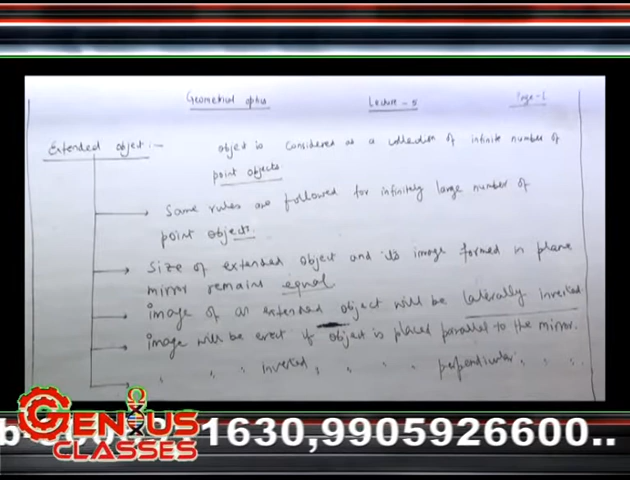 Geometrical optics Lecture - 5 Page - 1
Extended object :- object is considered as a collection of infinite number of
point objects
Same rules are followed for infinitely large number of
point objects.
Size of extended object and its image formed in plane
mirror remains equal
image of an extended object will be laterally inverted
image will be erect if object is placed parallel to the mirror.
" " " inverted, " " " perpendicular " " ".
1630,9905926600..
GENIUS
CLASSES